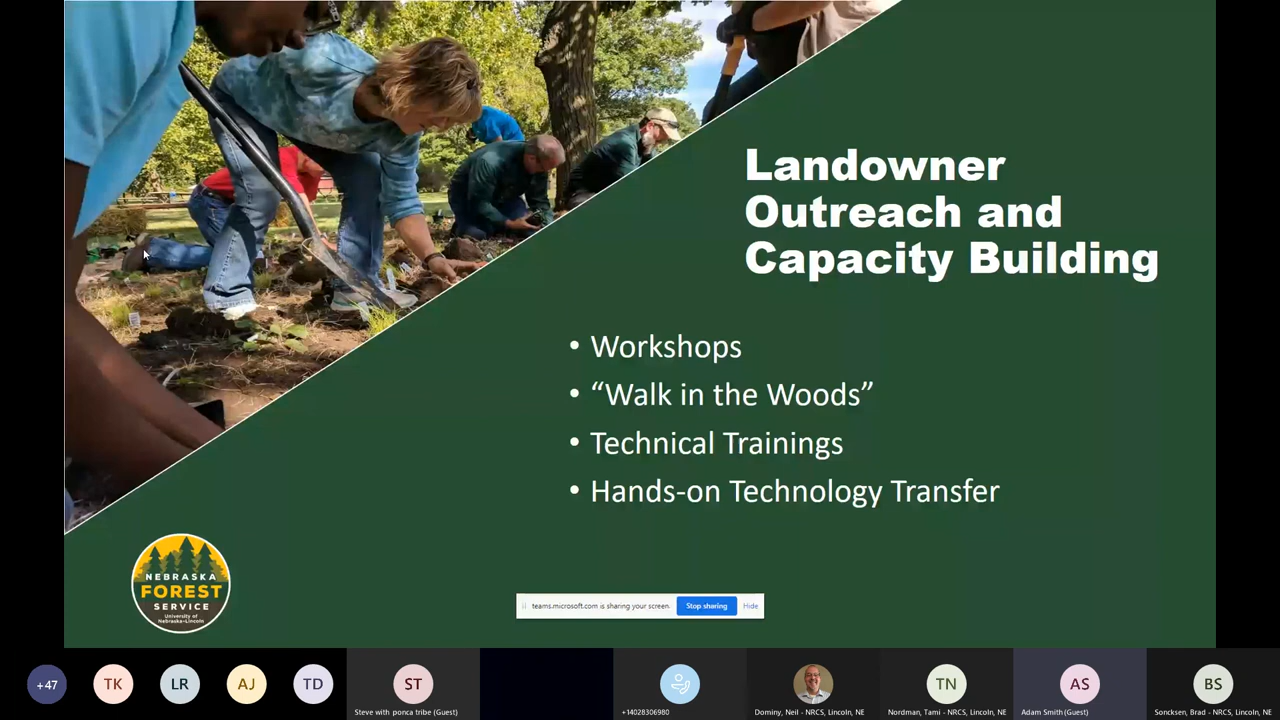 Landowner
Outreach and
Capacity Building
• Workshops
• “Walk in the Woods”
• Technical Trainings
• Hands-on Technology Transfer
NEBRASKA
FOREST
SERVICE
University of
Nebraska-Lincoln
teams.microsoft.com is sharing your screen.
Stop sharing
Hide
+47
TK
LR
AJ
TD
ST
Steve with ponca tribe (Guest)
+14028306980
Dominy, Neil - NRCS, Lincoln, NE
TN
Nordman, Tami - NRCS, Lincoln, NE
AS
Adam Smith (Guest)
BS
Soncksen, Brad - NRCS, Lincoln, NE